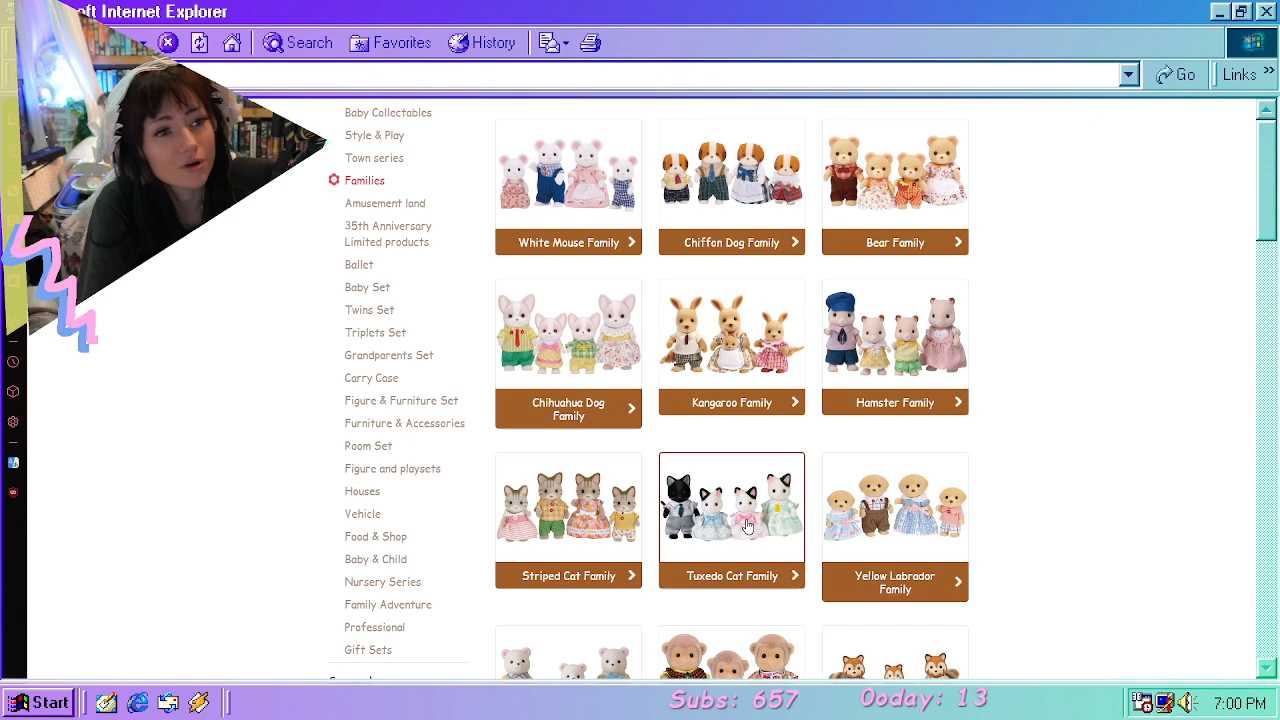 oft Internet Explorer
Search
Favorites
History
Go
Links
Baby Collectables
Style & Play
Town series
Families
Amusement land
35th Anniversary
Limited products
Ballet
Baby Set
Twins Set
Triplets Set
Grandparents Set
Carry Case
Figure & Furniture Set
Furniture & Accessories
Room Set
Figure and playsets
Houses
Vehicle
Food & Shop
Baby & Child
Nursery Series
Family Adventure
Professional
Gift Sets
White Mouse Family
Chiffon Dog Family
Bear Family
Chihuahua Dog
Family
Kangaroo Family
Hamster Family
Striped Cat Family
Tuxedo Cat Family
Yellow Labrador
Family
Start
Subs: 657
Ooday: 13
7:00 PM